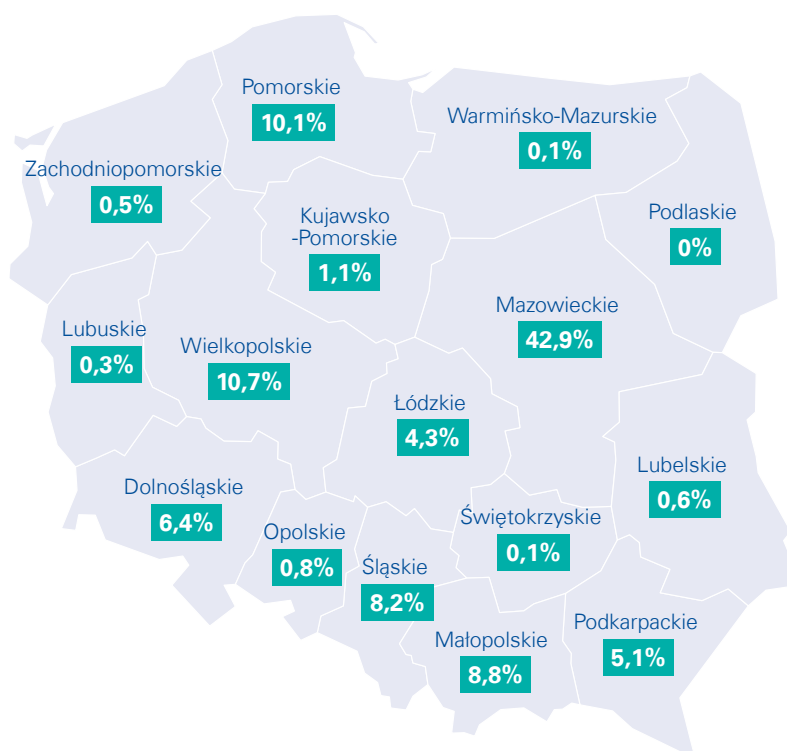 Pomorskie
10,1%
Warmińsko-Mazurskie
0,1%
Zachodniopomorskie
0,5%
Kujawsko
-Pomorskie
1,1%
Podlaskie
0%
Mazowieckie
42,9%
Lubuskie
0,3%
Wielkopolskie
10,7%
Łódzkie
4,3%
Lubelskie
0,6%
Dolnośląskie
6,4%
Opolskie
0,8%
Świętokrzyskie
0,1%
Śląskie
8,2%
Małopolskie
8,8%
Podkarpackie
5,1%